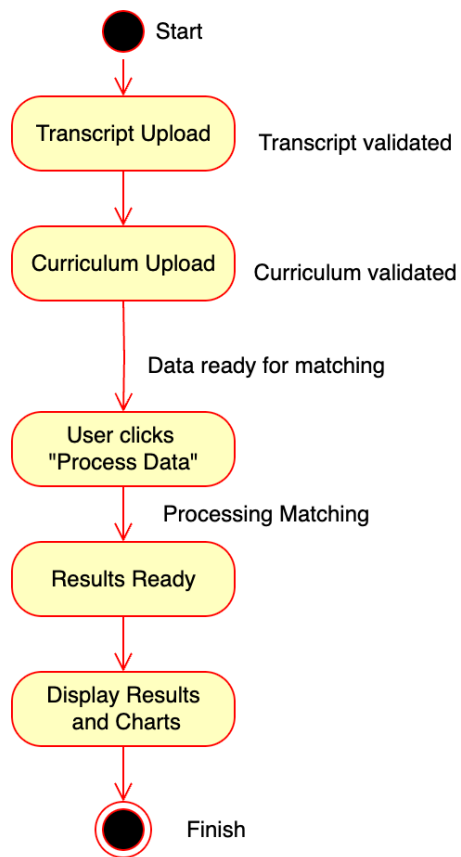 Start
Transcript Upload
Transcript validated
Curriculum Upload
Curriculum validated
Data ready for matching
User clicks
"Process Data"
Processing Matching
Results Ready
Display Results
and Charts
Finish